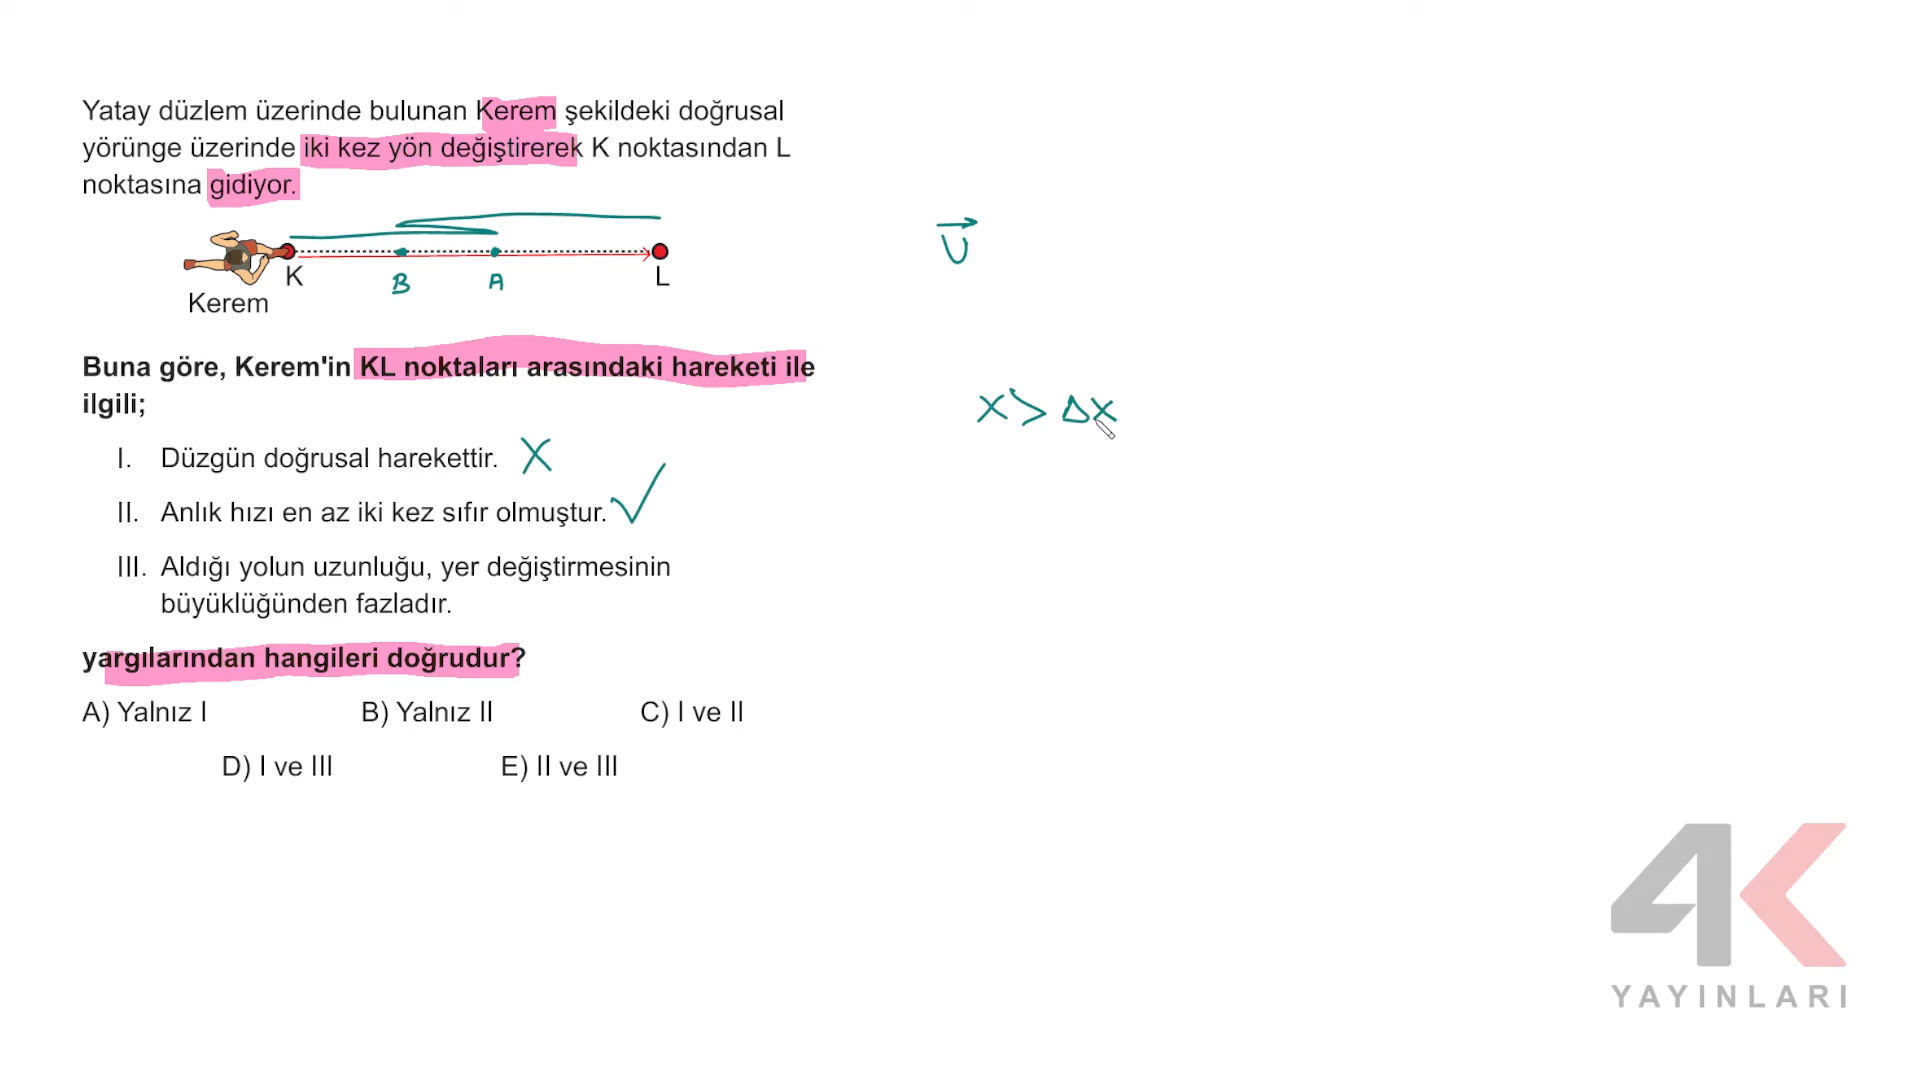 Yatay düzlem üzerinde bulunan Kerem şekildeki doğrusal
yörünge üzerinde iki kez yön değiştirerek K noktasından L
noktasına gidiyor.
K
B
A
L
Kerem
Buna göre, Kerem'in KL noktaları arasındaki hareketi ile
ilgili;
I. Düzgün doğrusal harekettir. X
II. Anlık hızı en az iki kez sıfır olmuştur. ✓
III. Aldığı yolun uzunluğu, yer değiştirmesinin
büyüklüğünden fazladır.
yargılarından hangileri doğrudur?
A) Yalnız I B) Yalnız II C) I ve II
D) I ve III E) II ve III
v⃗
x > Δx
4K
YAYINLARI